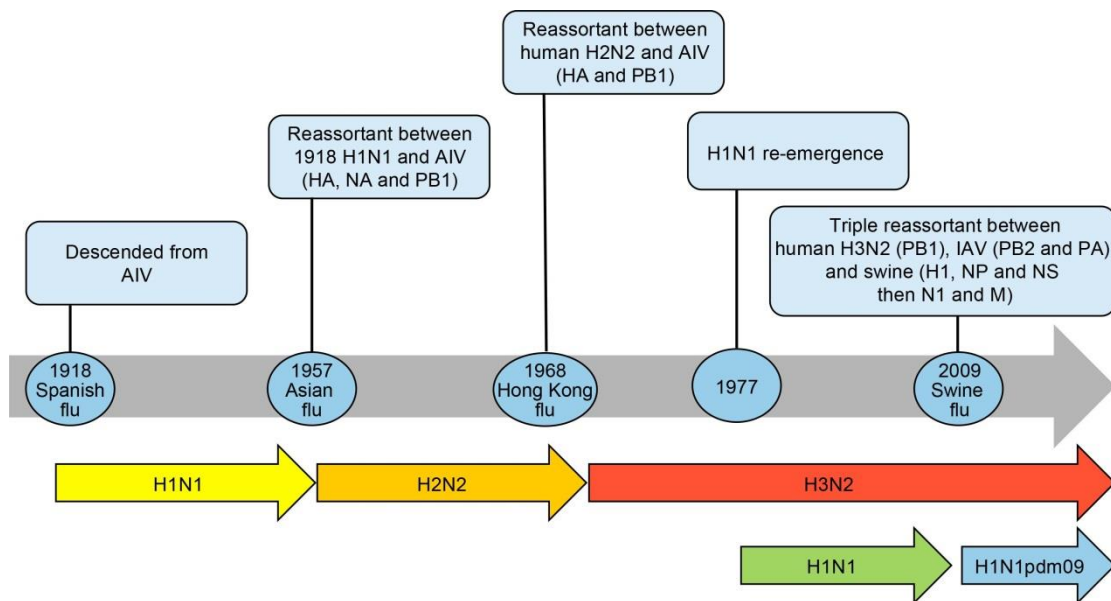 Descended from
AIV
Reassortant between
1918 H1N1 and AIV
(HA, NA and PB1)
Reassortant between
human H2N2 and AIV
(HA and PB1)
H1N1 re-emergence
Triple reassortant between
human H3N2 (PB1), IAV (PB2 and PA)
and swine (H1, NP and NS
then N1 and M)
1918
Spanish
flu
1957
Asian
flu
1968
Hong Kong
flu
1977
2009
Swine
flu
H1N1
H2N2
H3N2
H1N1
H1N1pdm09